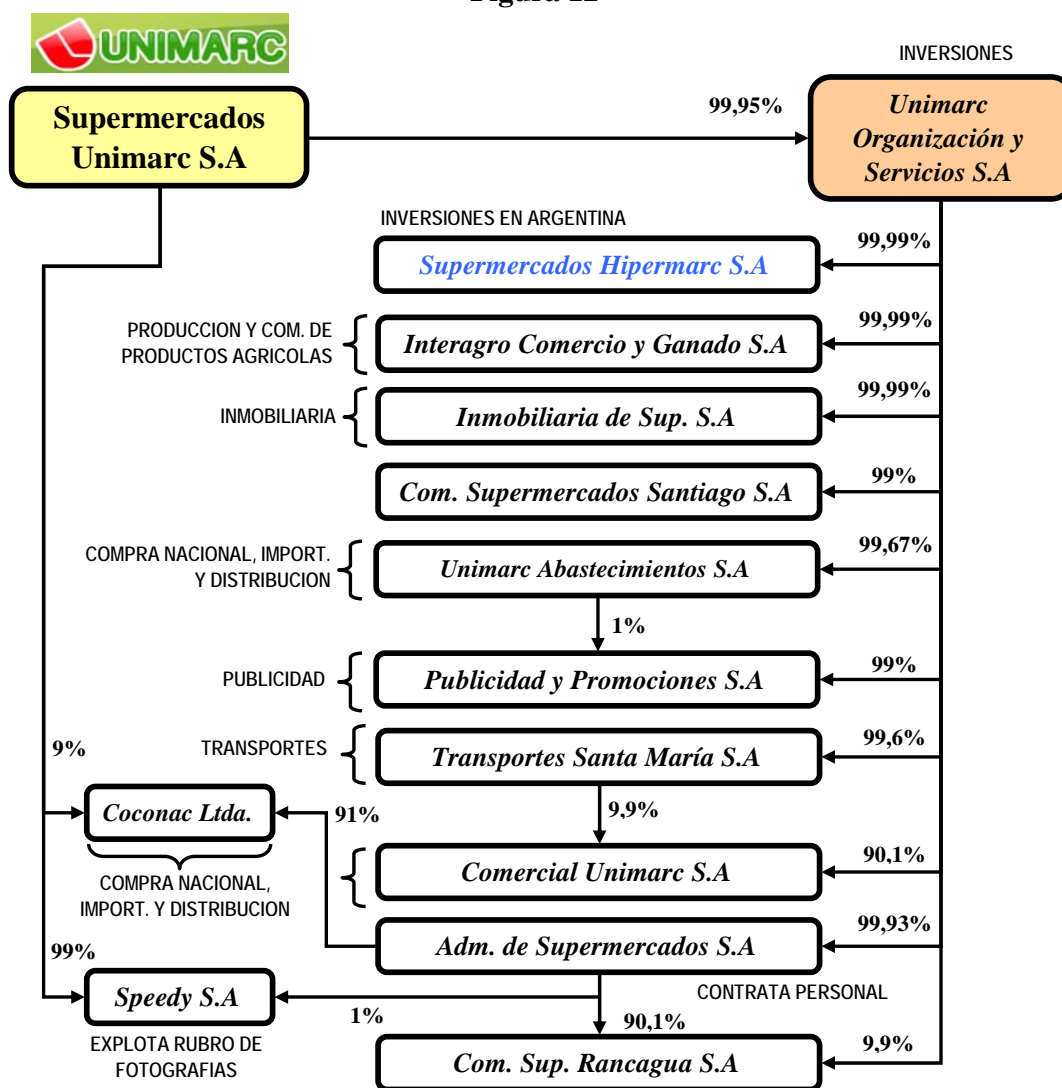 Figura 12
UNIMARC
INVERSIONES
Supermercados
Unimarc S.A
99,95%
Unimarc
Organización y
Servicios S.A
INVERSIONES EN ARGENTINA
Supermercados Hipermarc S.A
99,99%
PRODUCCION Y COM. DE
PRODUCTOS AGRICOLAS
Interagro Comercio y Ganado S.A
99,99%
INMOBILIARIA
Inmobiliaria de Sup. S.A
99,99%
Com. Supermercados Santiago S.A
99%
COMPRA NACIONAL, IMPORT.
Y DISTRIBUCION
Unimarc Abastecimientos S.A
99,67%
1%
PUBLICIDAD
Publicidad y Promociones S.A
99%
9%
TRANSPORTES
Transportes Santa María S.A
99,6%
Coconac Ltda.
91%
9,9%
COMPRA NACIONAL,
IMPORT. Y DISTRIBUCION
Comercial Unimarc S.A
90,1%
Adm. de Supermercados S.A
99,93%
99%
Speedy S.A
1%
CONTRATA PERSONAL
90,1%
EXPLOTA RUBRO DE
FOTOGRAFIAS
Com. Sup. Rancagua S.A
9,9%